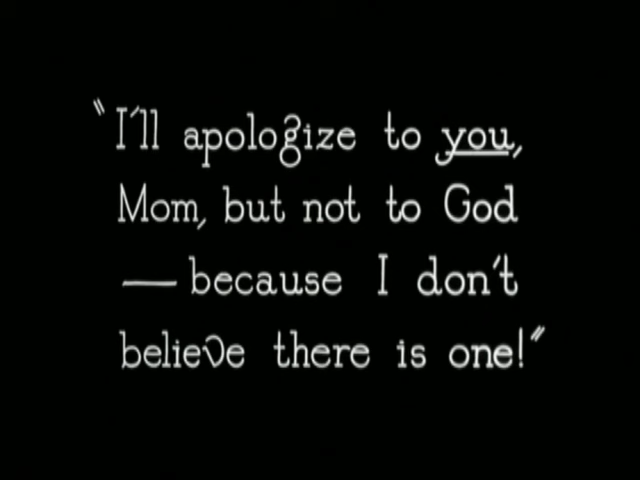 "I'll apologize to you,
Mom, but not to God
— because I don't
believe there is one!"